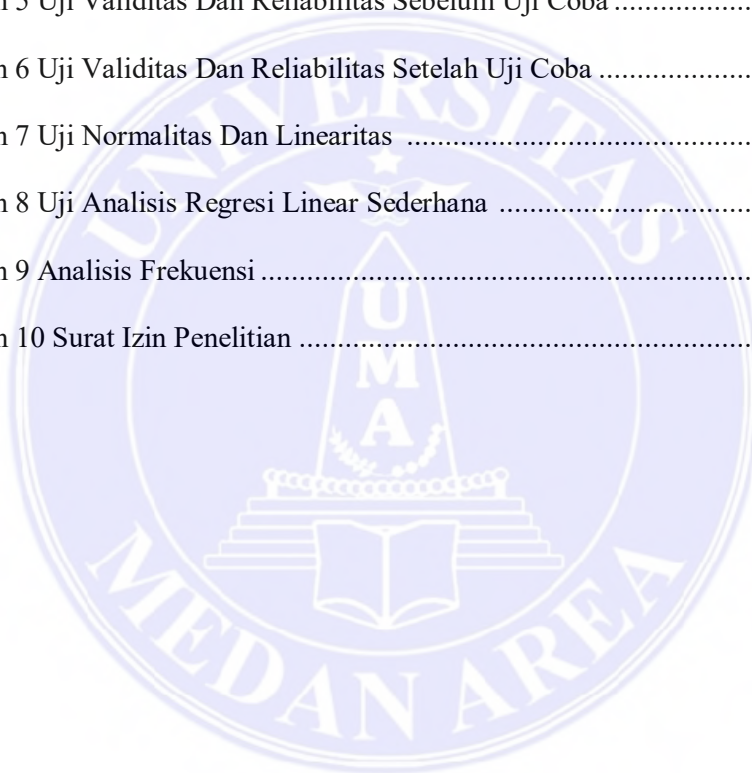 n 5 Uji Validitas Dan Reliabilitas Sebelum Uji Coba ...................
n 6 Uji Validitas Dan Reliabilitas Setelah Uji Coba .....................
n 7 Uji Normalitas Dan Linearitas ..............................................
n 8 Uji Analisis Regresi Linear Sederhana ..................................
n 9 Analisis Frekuensi .................................................................
n 10 Surat Izin Penelitian ............................................................
UNIVERSITAS
UMA
MEDAN AREA